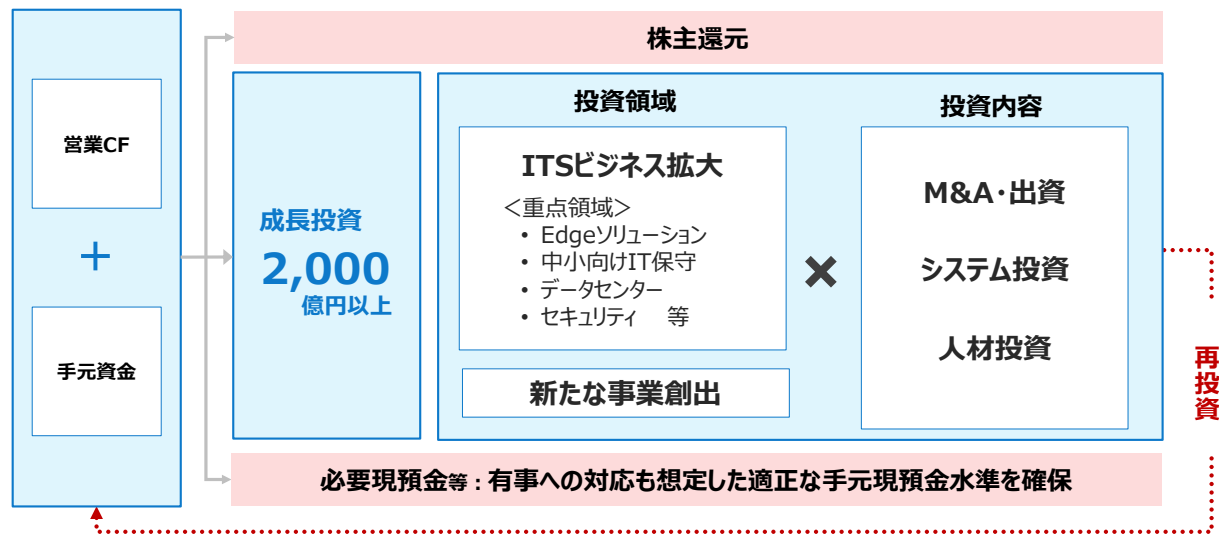 株主還元
営業CF
＋
手元資金
成長投資
2,000
億円以上
投資領域
ITSビジネス拡大
＜重点領域＞
• Edgeソリューション
• 中小向けIT保守
• データセンター
• セキュリティ 等
新たな事業創出
×
投資内容
M&A･出資
システム投資
人材投資
再投資
必要現預金等：有事への対応も想定した適正な手元現預金水準を確保